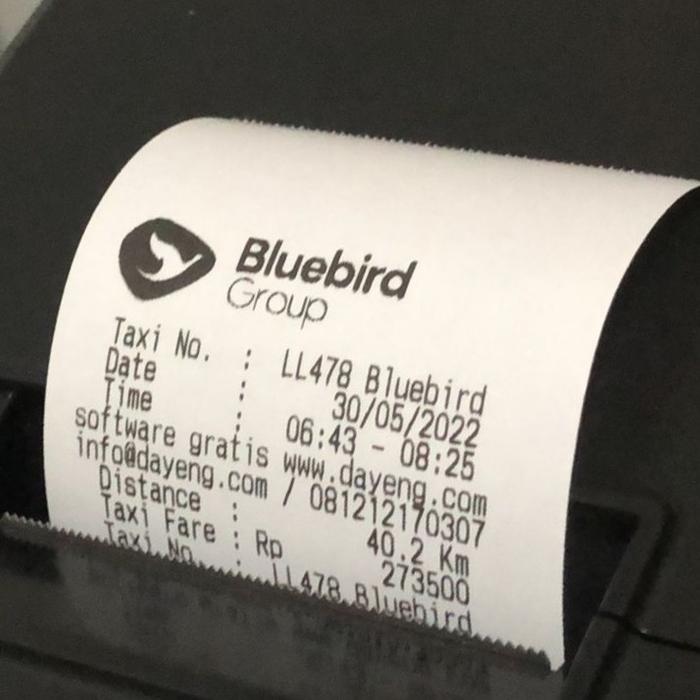 Bluebird
Group
Taxi No. : LL478 Bluebird
Date : 30/05/2022
Time : 06:43 - 08:25
software gratis www.dayeng.com
info@dayeng.com / 081212170307
Distance : 40.2 Km
Taxi Fare : Rp 273500
Taxi No. : LL478 Bluebird